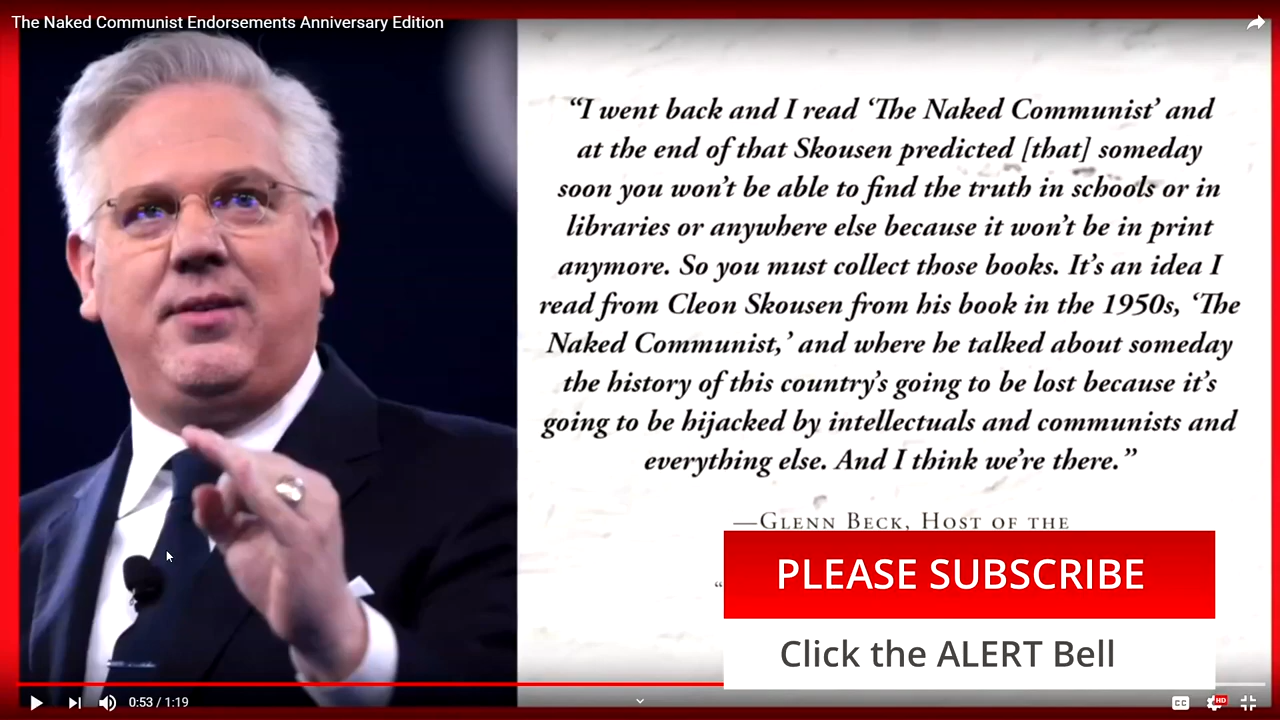 The Naked Communist Endorsements Anniversary Edition
“I went back and I read ‘The Naked Communist’ and
at the end of that Skousen predicted [that] someday
soon you won’t be able to find the truth in schools or in
libraries or anywhere else because it won’t be in print
anymore. So you must collect those books. It’s an idea I
read from Cleon Skousen from his book in the 1950s, ‘The
Naked Communist,’ and where he talked about someday
the history of this country’s going to be lost because it’s
going to be hijacked by intellectuals and communists and
everything else. And I think we’re there.”
—Glenn Beck, Host of the
PLEASE SUBSCRIBE
Click the ALERT Bell
0:53 / 1:19
CC
HD